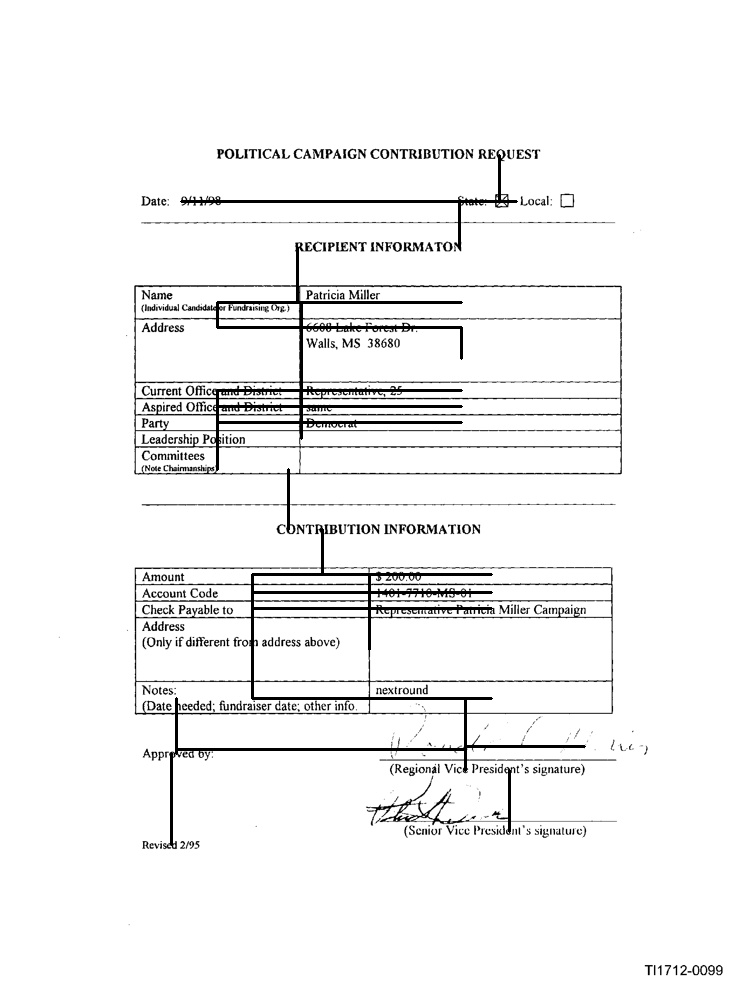 POLITICAL CAMPAIGN CONTRIBUTION REQUEST
Date: 9/11/98 State: Local:
RECIPIENT INFORMATON
Name Patricia Miller
(Individual Candidate or Fundraising Org.)
Address 6608 Lake Forest Dr.
Walls, MS 38680
Current Office and District Representative, 25
Aspired Office and District same
Party Democrat
Leadership Position
Committees
(Note Chairmanships)
CONTRIBUTION INFORMATION
Amount $ 200.00
Account Code 1401-7710-MS-01
Check Payable to Representative Patricia Miller Campaign
Address
(Only if different from address above)
Notes: nextround
(Date needed; fundraiser date; other info.
Approved by:
(Regional Vice President's signature)
(Senior Vice President's signature)
Revised 2/95
TI1712-0099